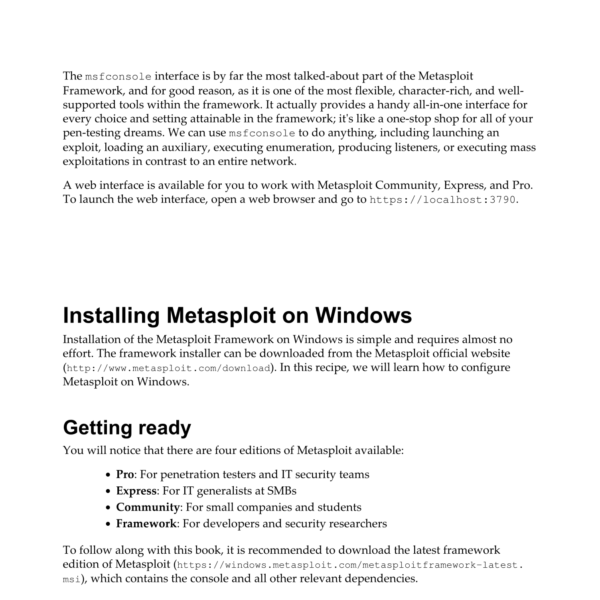 The msfconsole interface is by far the most talked-about part of the Metasploit
Framework, and for good reason, as it is one of the most flexible, character-rich, and well-
supported tools within the framework. It actually provides a handy all-in-one interface for
every choice and setting attainable in the framework; it's like a one-stop shop for all of your
pen-testing dreams. We can use msfconsole to do anything, including launching an
exploit, loading an auxiliary, executing enumeration, producing listeners, or executing mass
exploitations in contrast to an entire network.
A web interface is available for you to work with Metasploit Community, Express, and Pro.
To launch the web interface, open a web browser and go to https://localhost:3790.
Installing Metasploit on Windows
Installation of the Metasploit Framework on Windows is simple and requires almost no
effort. The framework installer can be downloaded from the Metasploit official website
(http://www.metasploit.com/download). In this recipe, we will learn how to configure
Metasploit on Windows.
Getting ready
You will notice that there are four editions of Metasploit available:
• Pro: For penetration testers and IT security teams
• Express: For IT generalists at SMBs
• Community: For small companies and students
• Framework: For developers and security researchers
To follow along with this book, it is recommended to download the latest framework
edition of Metasploit (https://windows.metasploit.com/metasploitframework-latest.
msi), which contains the console and all other relevant dependencies.